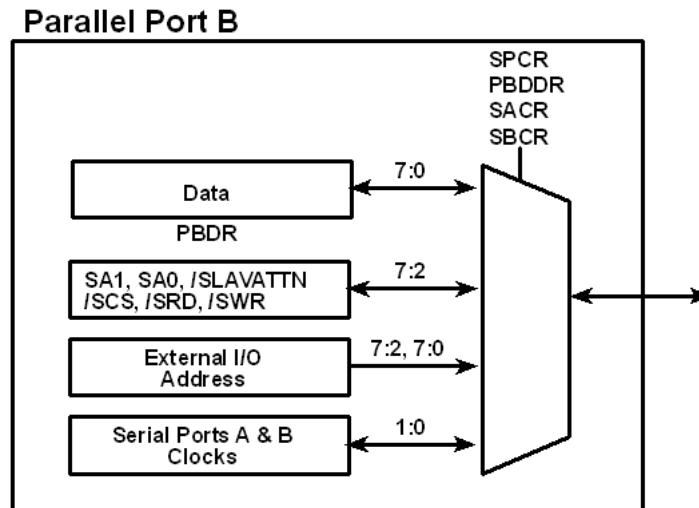 Parallel Port B
SPCR
PBDDR
SACR
SBCR
7:0
Data
PBDR
SA1, SA0, /SLAVATTN
/SCS, /SRD, /SWR
7:2
External I/O
Address
7:2, 7:0
Serial Ports A & B
Clocks
1:0